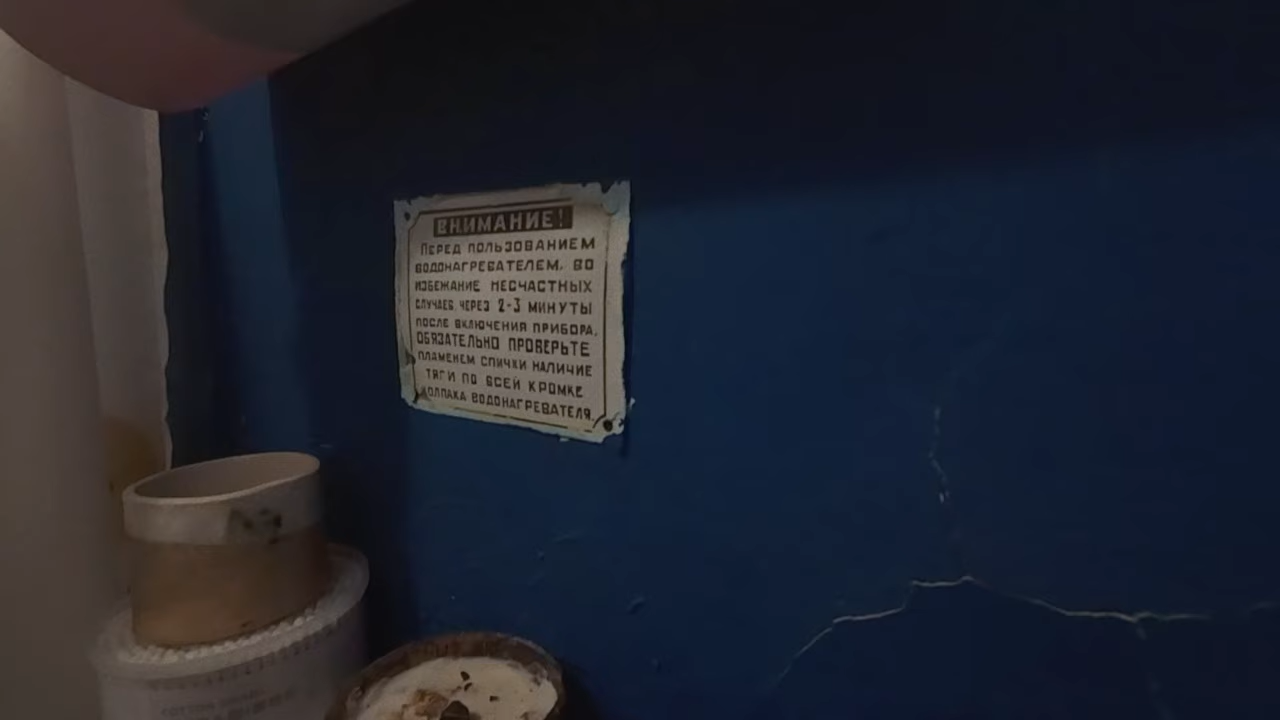 ВНИМАНИЕ!
ПЕРЕД ПОЛЬЗОВАНИЕМ
ВОДОНАГРЕВАТЕЛЕМ, ВО
ИЗБЕЖАНИЕ НЕСЧАСТНЫХ
СЛУЧАЕВ, ЧЕРЕЗ 2-3 МИНУТЫ
ПОСЛЕ ВКЛЮЧЕНИЯ ПРИБОРА,
ОБЯЗАТЕЛЬНО ПРОВЕРЬТЕ
ПЛАМЕНЕМ СПИЧКИ НАЛИЧИЕ
ТЯГИ ПО ВСЕЙ КРОМКЕ
КОЛПАКА ВОДОНАГРЕВАТЕЛЯ.
COTTON